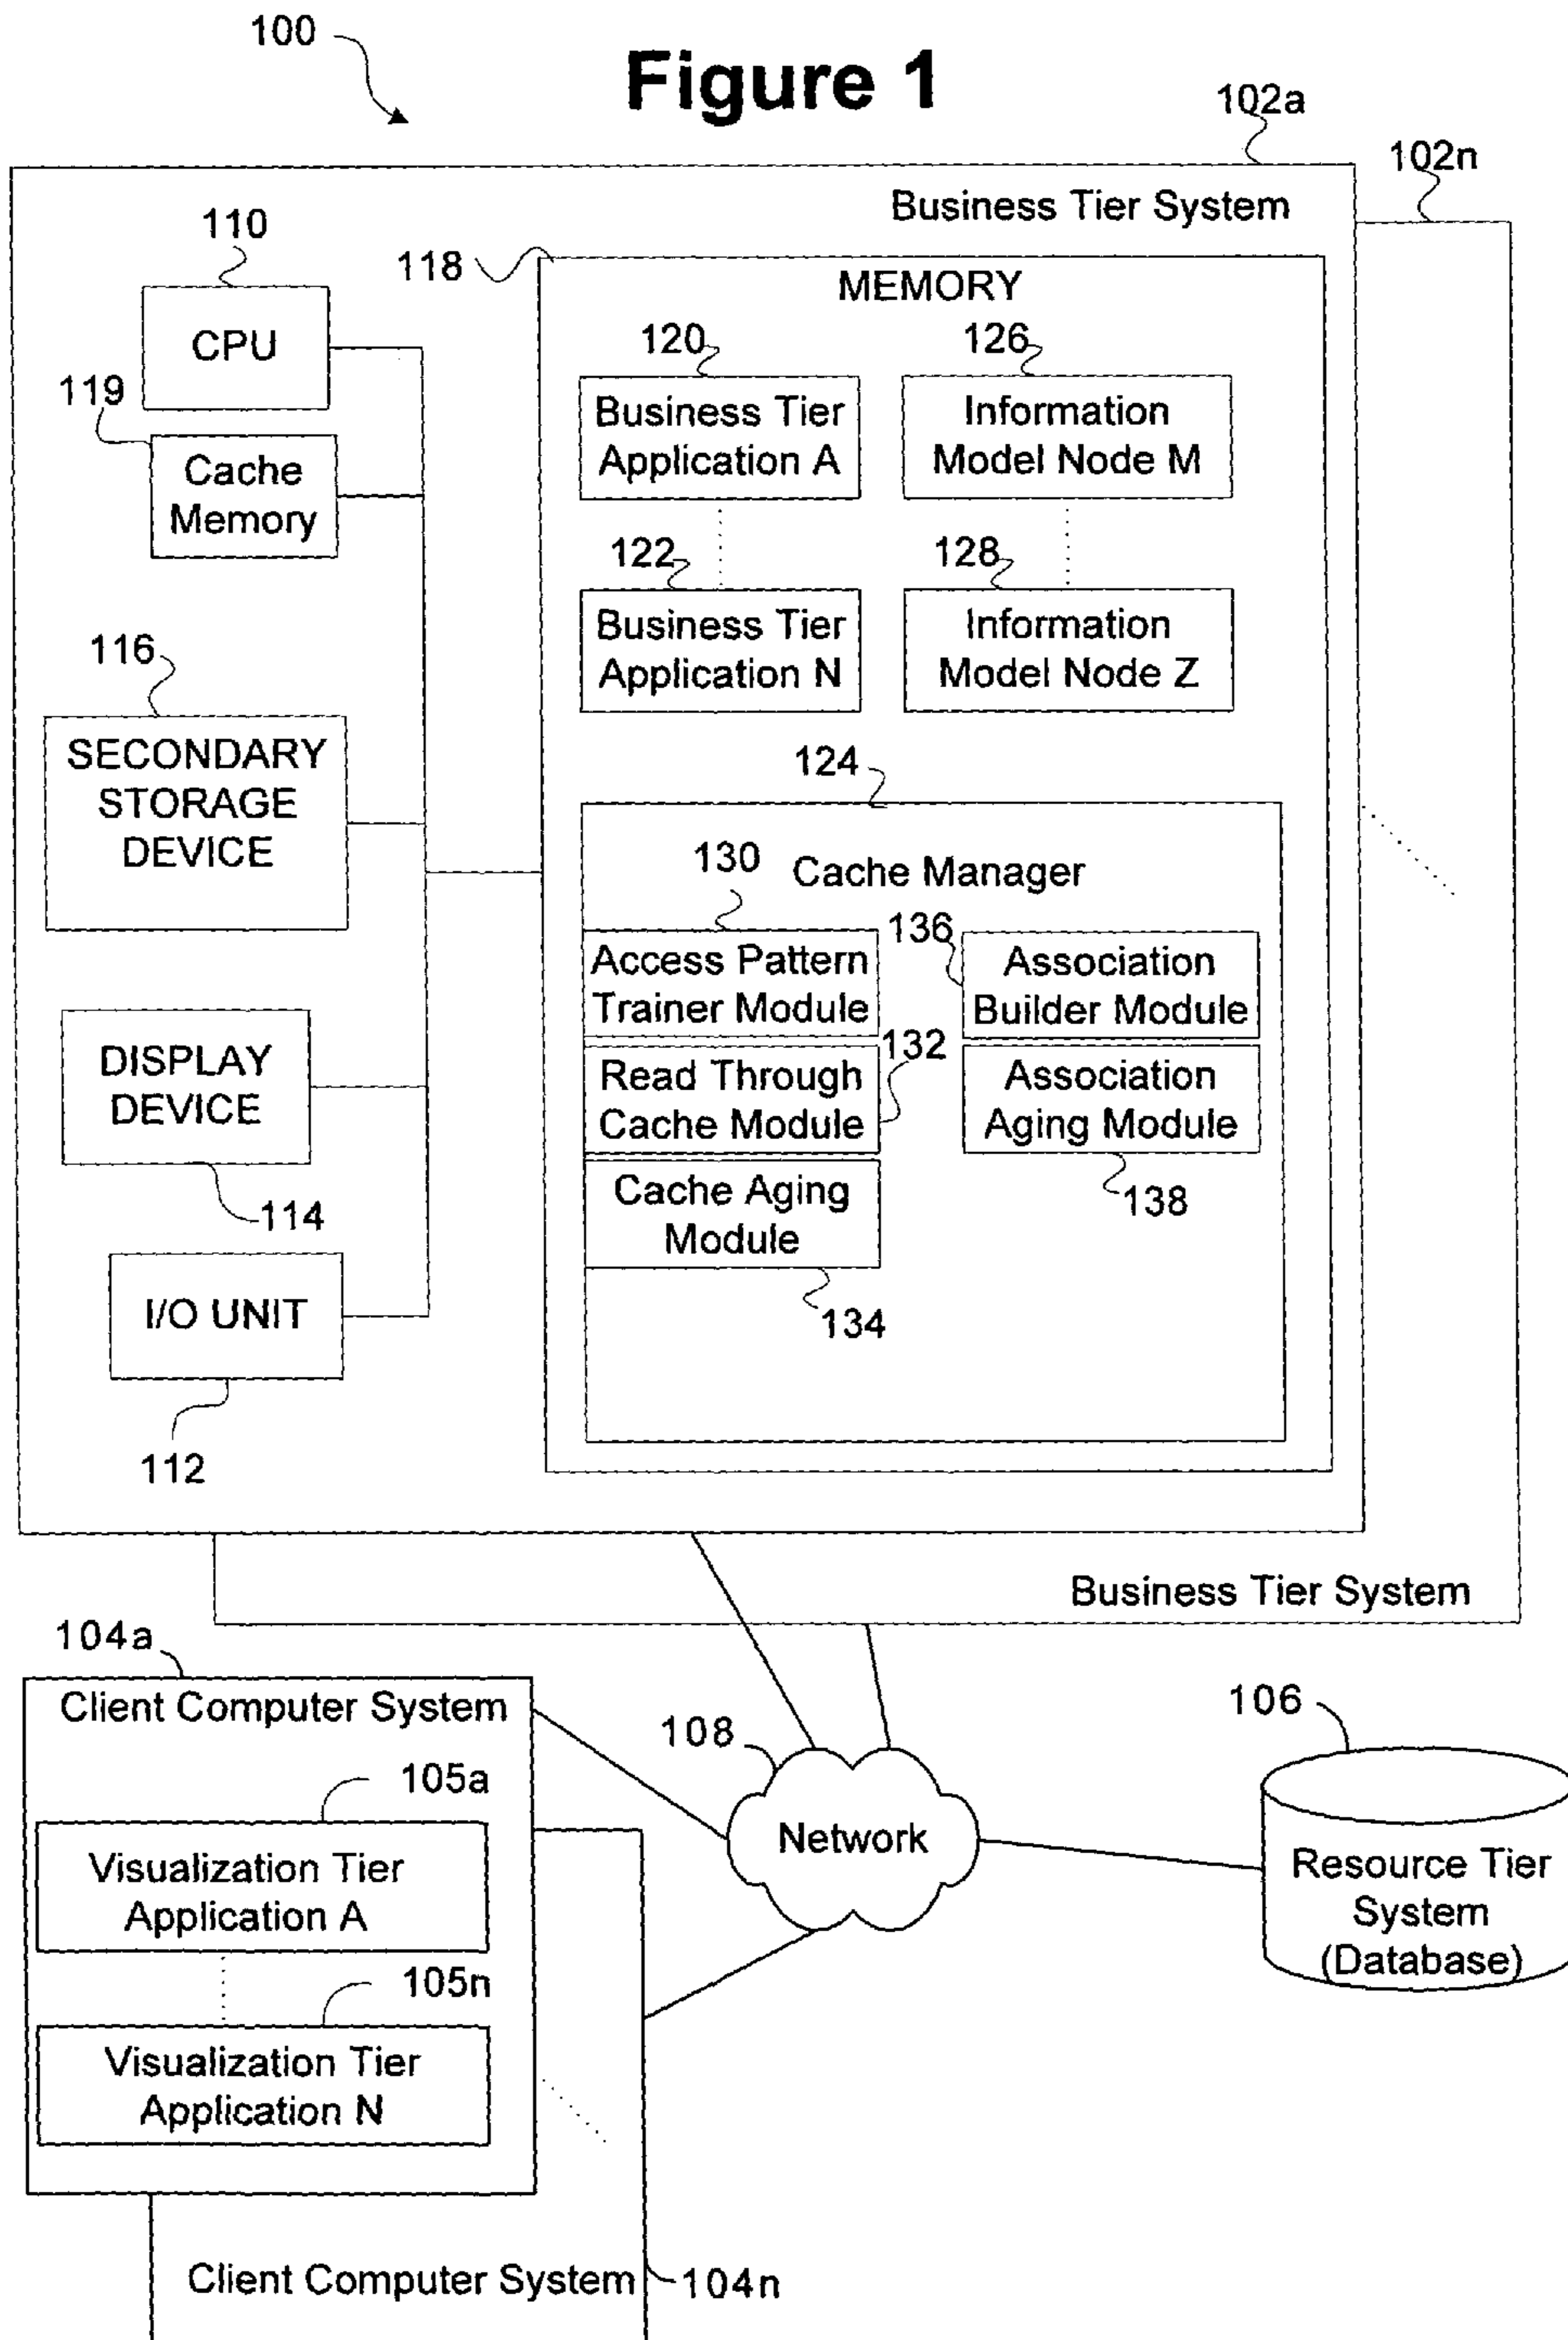 100
Figure 1
102a
102n
Business Tier System
110
118
MEMORY
CPU
120
126
119
Business Tier
Application A
Information
Model Node M
Cache
Memory
122
128
Business Tier
Application N
Information
Model Node Z
116
SECONDARY
STORAGE
DEVICE
124
130
Cache Manager
136
Access Pattern
Trainer Module
Association
Builder Module
132
DISPLAY
DEVICE
Read Through
Cache Module
Association
Aging Module
114
Cache Aging
Module
138
I/O UNIT
134
112
Business Tier System
104a
Client Computer System
108
106
105a
Network
Visualization Tier
Application A
Resource Tier
System
(Database)
105n
Visualization Tier
Application N
Client Computer System
104n